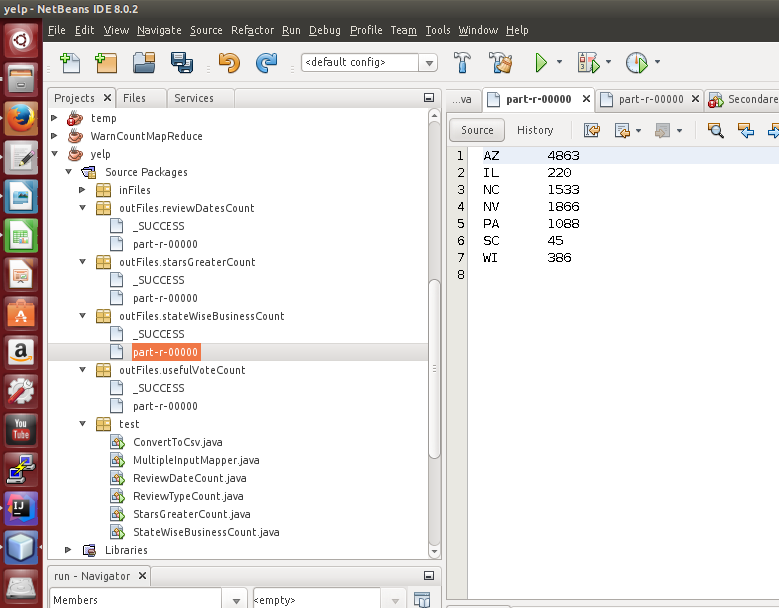 yelp - NetBeans IDE 8.0.2
File Edit View Navigate Source Refactor Run Debug Profile Team Tools Window Help
<default config>
Projects Files Services
temp
WarnCountMapReduce
yelp
Source Packages
inFiles
outFiles.reviewDatesCount
_SUCCESS
part-r-00000
outFiles.starsGreaterCount
_SUCCESS
part-r-00000
outFiles.stateWiseBusinessCount
_SUCCESS
part-r-00000
outFiles.usefulVoteCount
_SUCCESS
part-r-00000
test
ConvertToCsv.java
MultipleInputMapper.java
ReviewDateCount.java
ReviewTypeCount.java
StarsGreaterCount.java
StateWiseBusinessCount.java
Libraries
run - Navigator
Members <empty>
...va part-r-00000 part-r-00000 Secondare
Source History
1 AZ 4863
2 IL 220
3 NC 1533
4 NV 1866
5 PA 1088
6 SC 45
7 WI 386
8
a
You
Tube
IJ